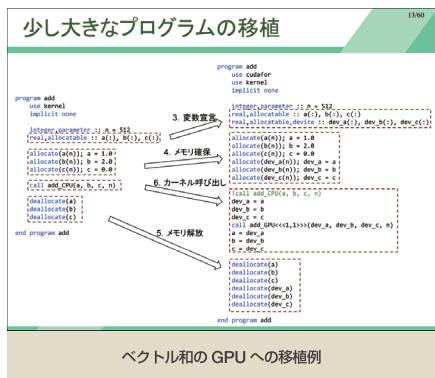 少し大きなプログラムの移植
13/60
program add
use kernel
implicit none
integer,parameter :: n = 512
real,allocatable :: a(:), b(:), c(:)
allocate(a(n)); a = 1.0
allocate(b(n)); b = 2.0
allocate(c(n)); c = 0.0
call add_CPU(a, b, c, n)
deallocate(a)
deallocate(b)
deallocate(c)
end program add
3. 変数宣言
4. メモリ確保
6. カーネル呼び出し
5. メモリ解放
program add
use cudafor
use kernel
implicit none
integer,parameter :: n = 512
real,allocatable :: a(:), b(:), c(:)
real,allocatable,device :: dev_a(:), dev_b(:), dev_c(:)
allocate(a(n)); a = 1.0
allocate(b(n)); b = 2.0
allocate(c(n)); c = 0.0
allocate(dev_a(n)); dev_a = a
allocate(dev_b(n)); dev_b = b
allocate(dev_c(n)); dev_c = c
!call add_CPU(a, b, c, n)
dev_a = a
dev_b = b
dev_c = c
call add_GPU<<<1,1>>>(dev_a, dev_b, dev_c, n)
a = dev_a
b = dev_b
c = dev_c
deallocate(a)
deallocate(b)
deallocate(c)
deallocate(dev_a)
deallocate(dev_b)
deallocate(dev_c)
end program add
ベクトル和の GPU への移植例